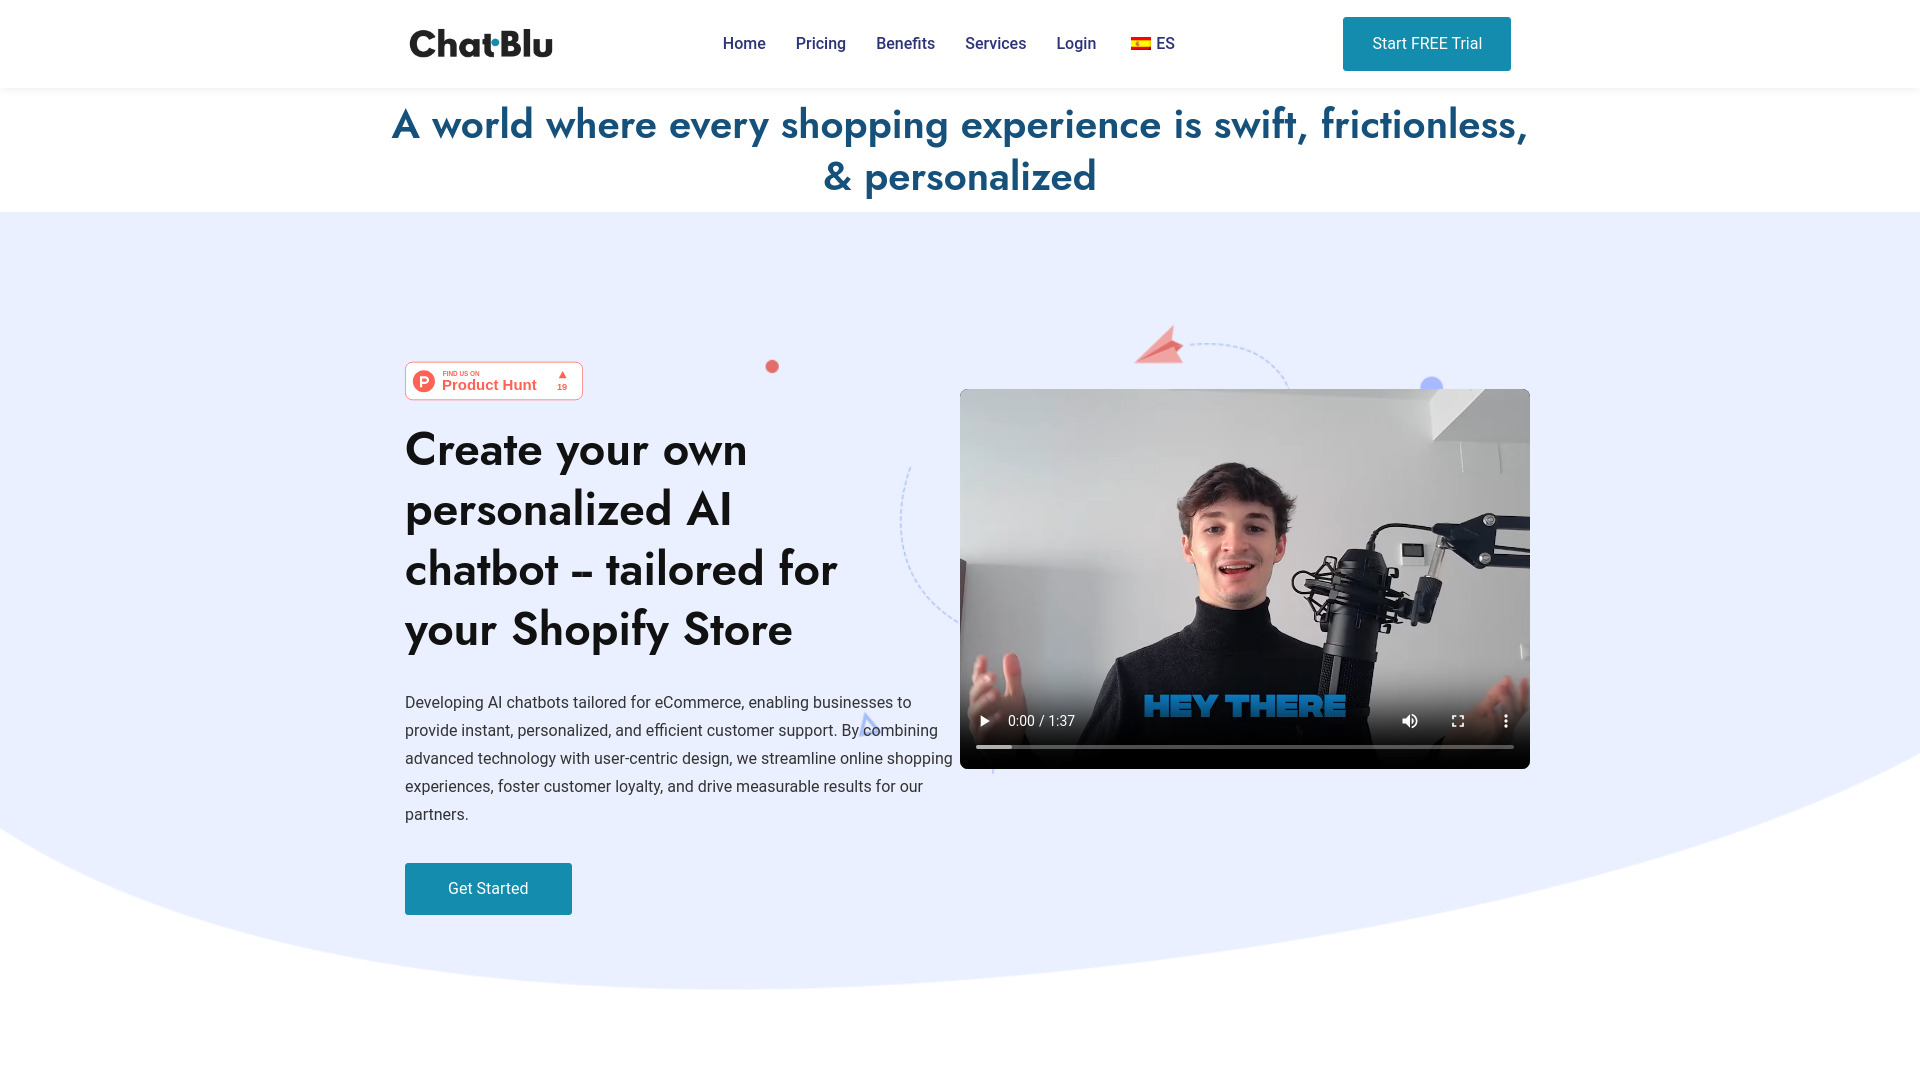 Chat·Blu
Home
Pricing
Benefits
Services
Login
ES
Start FREE Trial
A world where every shopping experience is swift, frictionless,
& personalized
P
FIND US ON
Product Hunt
▲
19
Create your own
personalized AI
chatbot -- tailored for
your Shopify Store
Developing AI chatbots tailored for eCommerce, enabling businesses to
provide instant, personalized, and efficient customer support. By combining
advanced technology with user-centric design, we streamline online shopping
experiences, foster customer loyalty, and drive measurable results for our
partners.
Get Started
HEY THERE
0:00 / 1:37